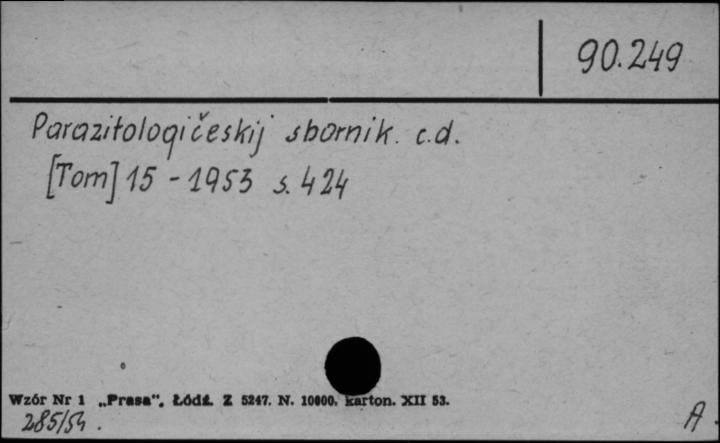 90.249
Parazitologičeskij sbornik. c.d.
[Tom] 15 - 1953 s. 424
Wzór Nr 1 „Prasa”, Łódź. Z 5247. N. 10000. karton. XII 53.
285/54.
A